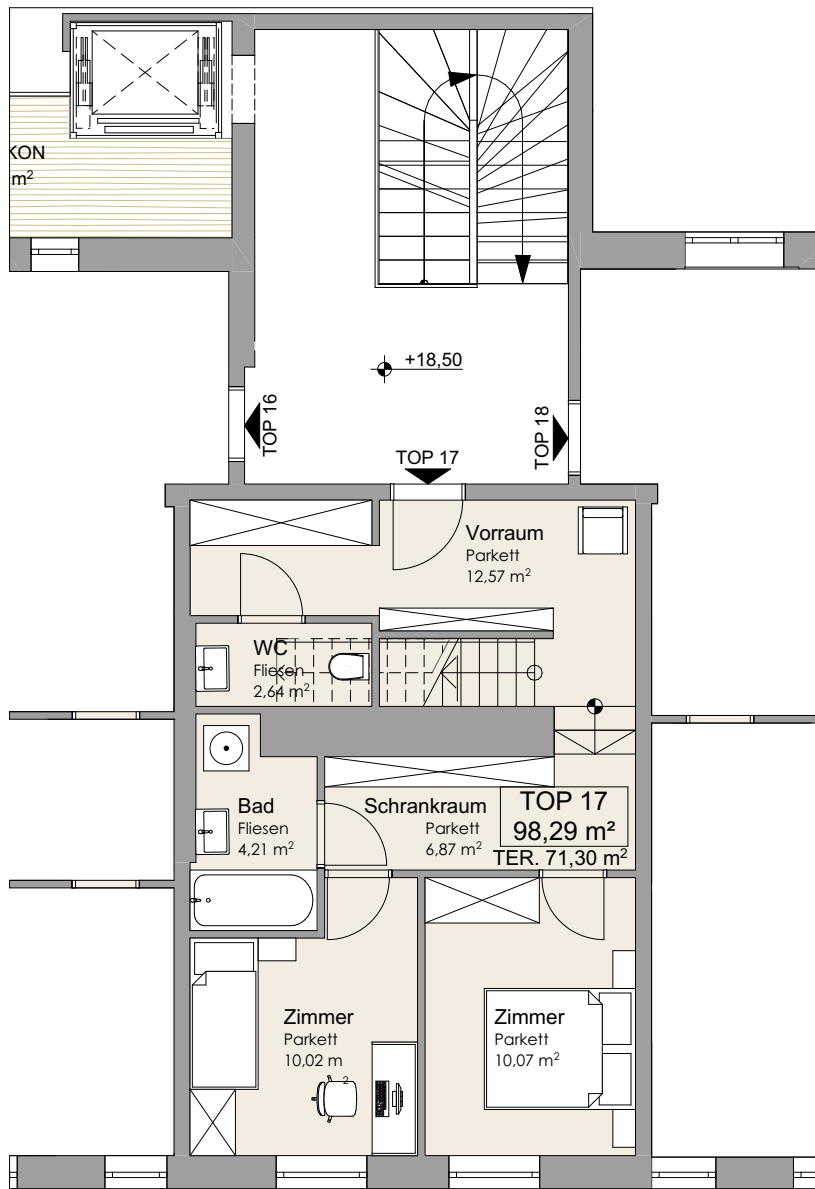 KON
m²
+18,50
TOP 16
TOP 17
TOP 18
Vorraum
Parkett
12,57 m²
WC
Fliesen
2,64 m²
Bad
Fliesen
4,21 m²
Schrankraum
Parkett
6,87 m²
TOP 17
98,29 m²
TER. 71,30 m²
Zimmer
Parkett
10,02 m
2
Zimmer
Parkett
10,07 m²